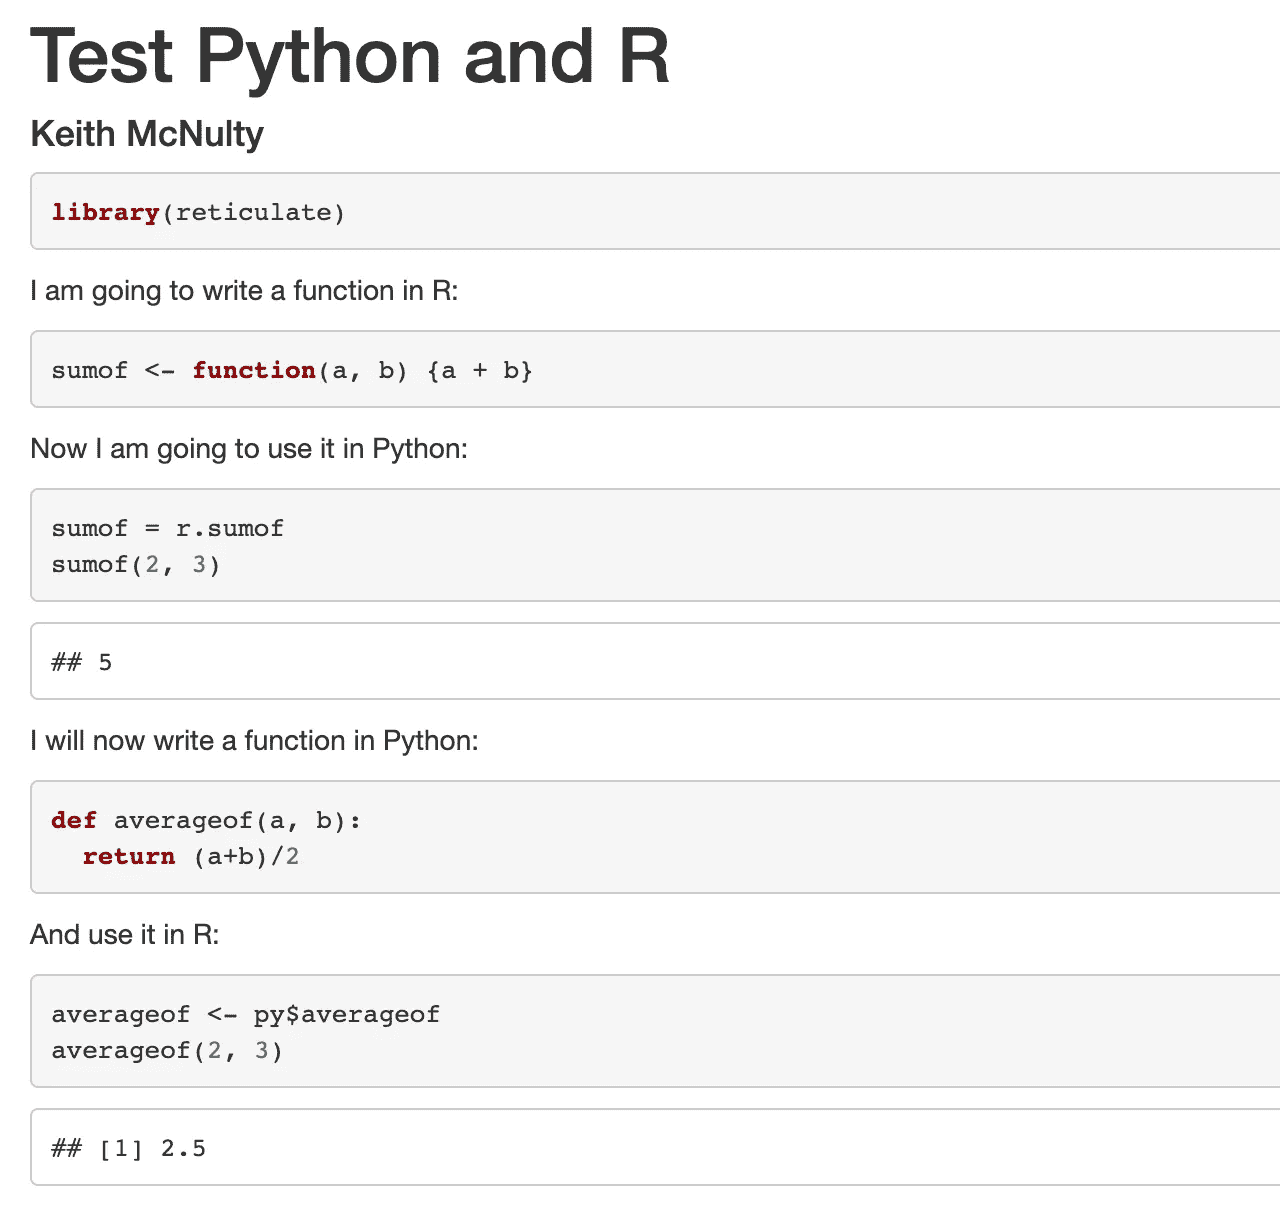 Test Python and R
Keith McNulty
library(reticulate)
I am going to write a function in R:
sumof <- function(a, b) {a + b}
Now I am going to use it in Python:
sumof = r.sumof
sumof(2, 3)
## 5
I will now write a function in Python:
def averageof(a, b):
  return (a+b)/2
And use it in R:
averageof <- py$averageof
averageof(2, 3)
## [1] 2.5